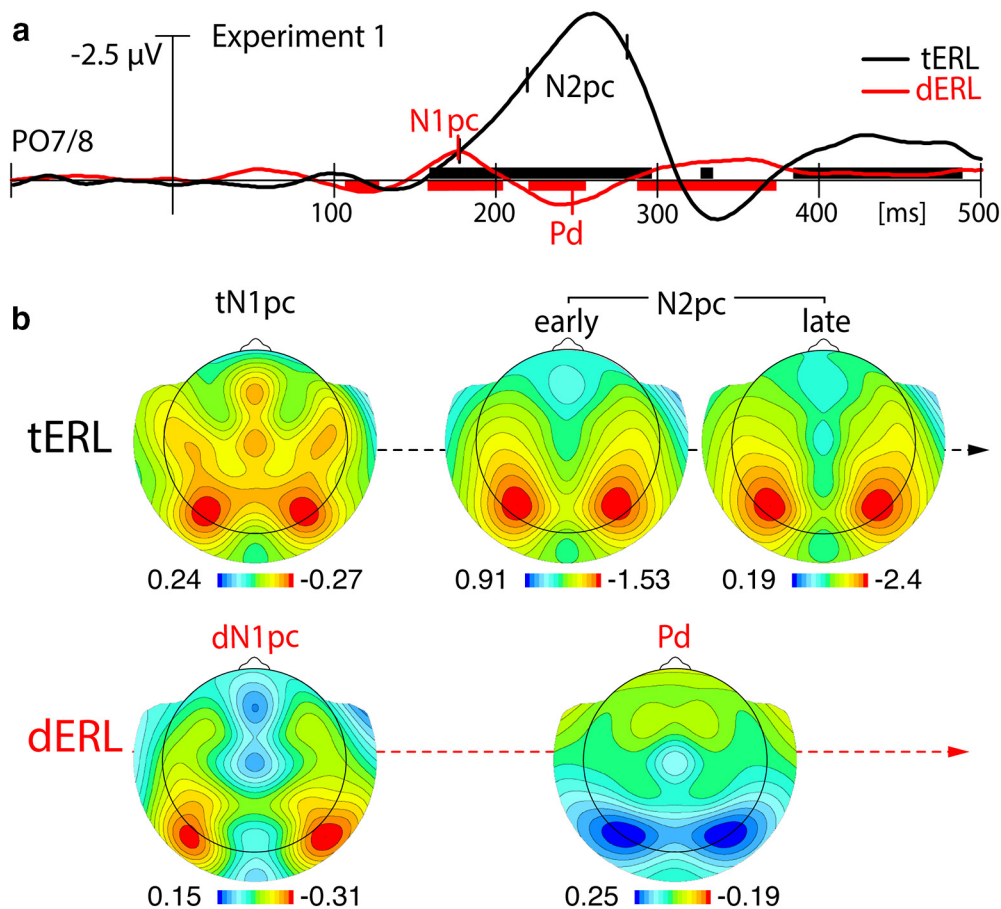 a
-2.5 µV
Experiment 1
tERL
dERL
N2pc
N1pc
PO7/8
100
200
300
400
[ms]
500
Pd
b
tN1pc
N2pc
early
late
tERL
0.24
-0.27
0.91
-1.53
0.19
-2.4
dN1pc
Pd
dERL
0.15
-0.31
0.25
-0.19